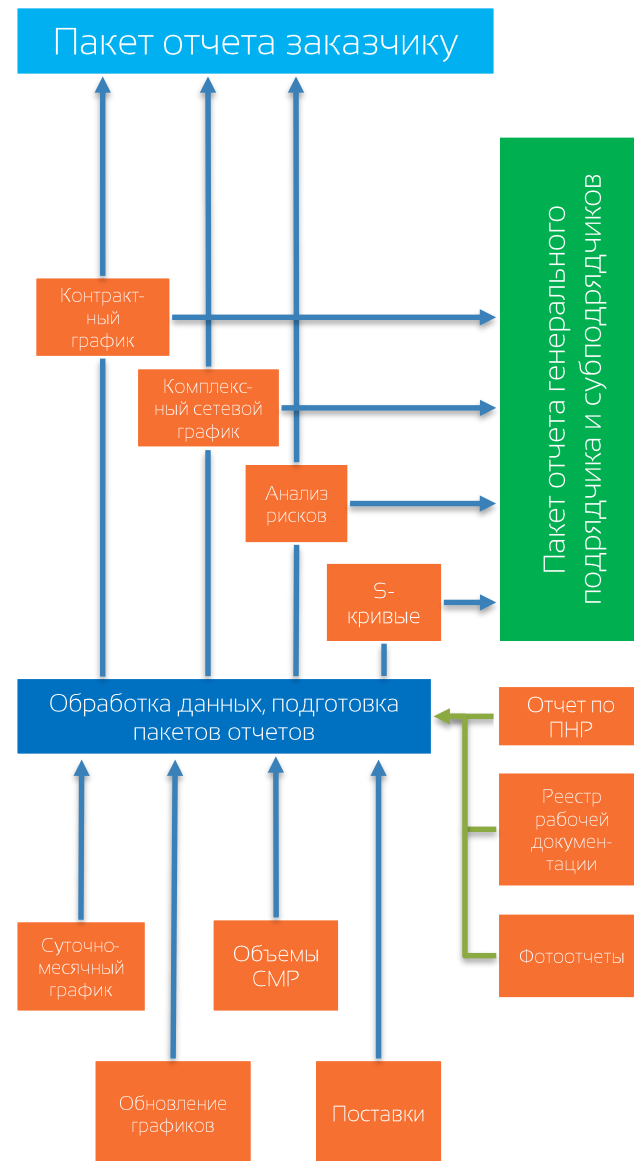 Пакет отчета заказчику
Пакет отчета генерального
подрядчика и субподрядчиков
Контракт-
ный
график
Комплекс-
ный сетевой
график
Анализ
рисков
S-
кривые
Обработка данных, подготовка
пакетов отчетов
Отчет по
ПНР
Реестр
рабочей
докумен-
тации
Фотоотчеты
Суточно-
месячный
график
Объемы
СМР
Обновление
графиков
Поставки